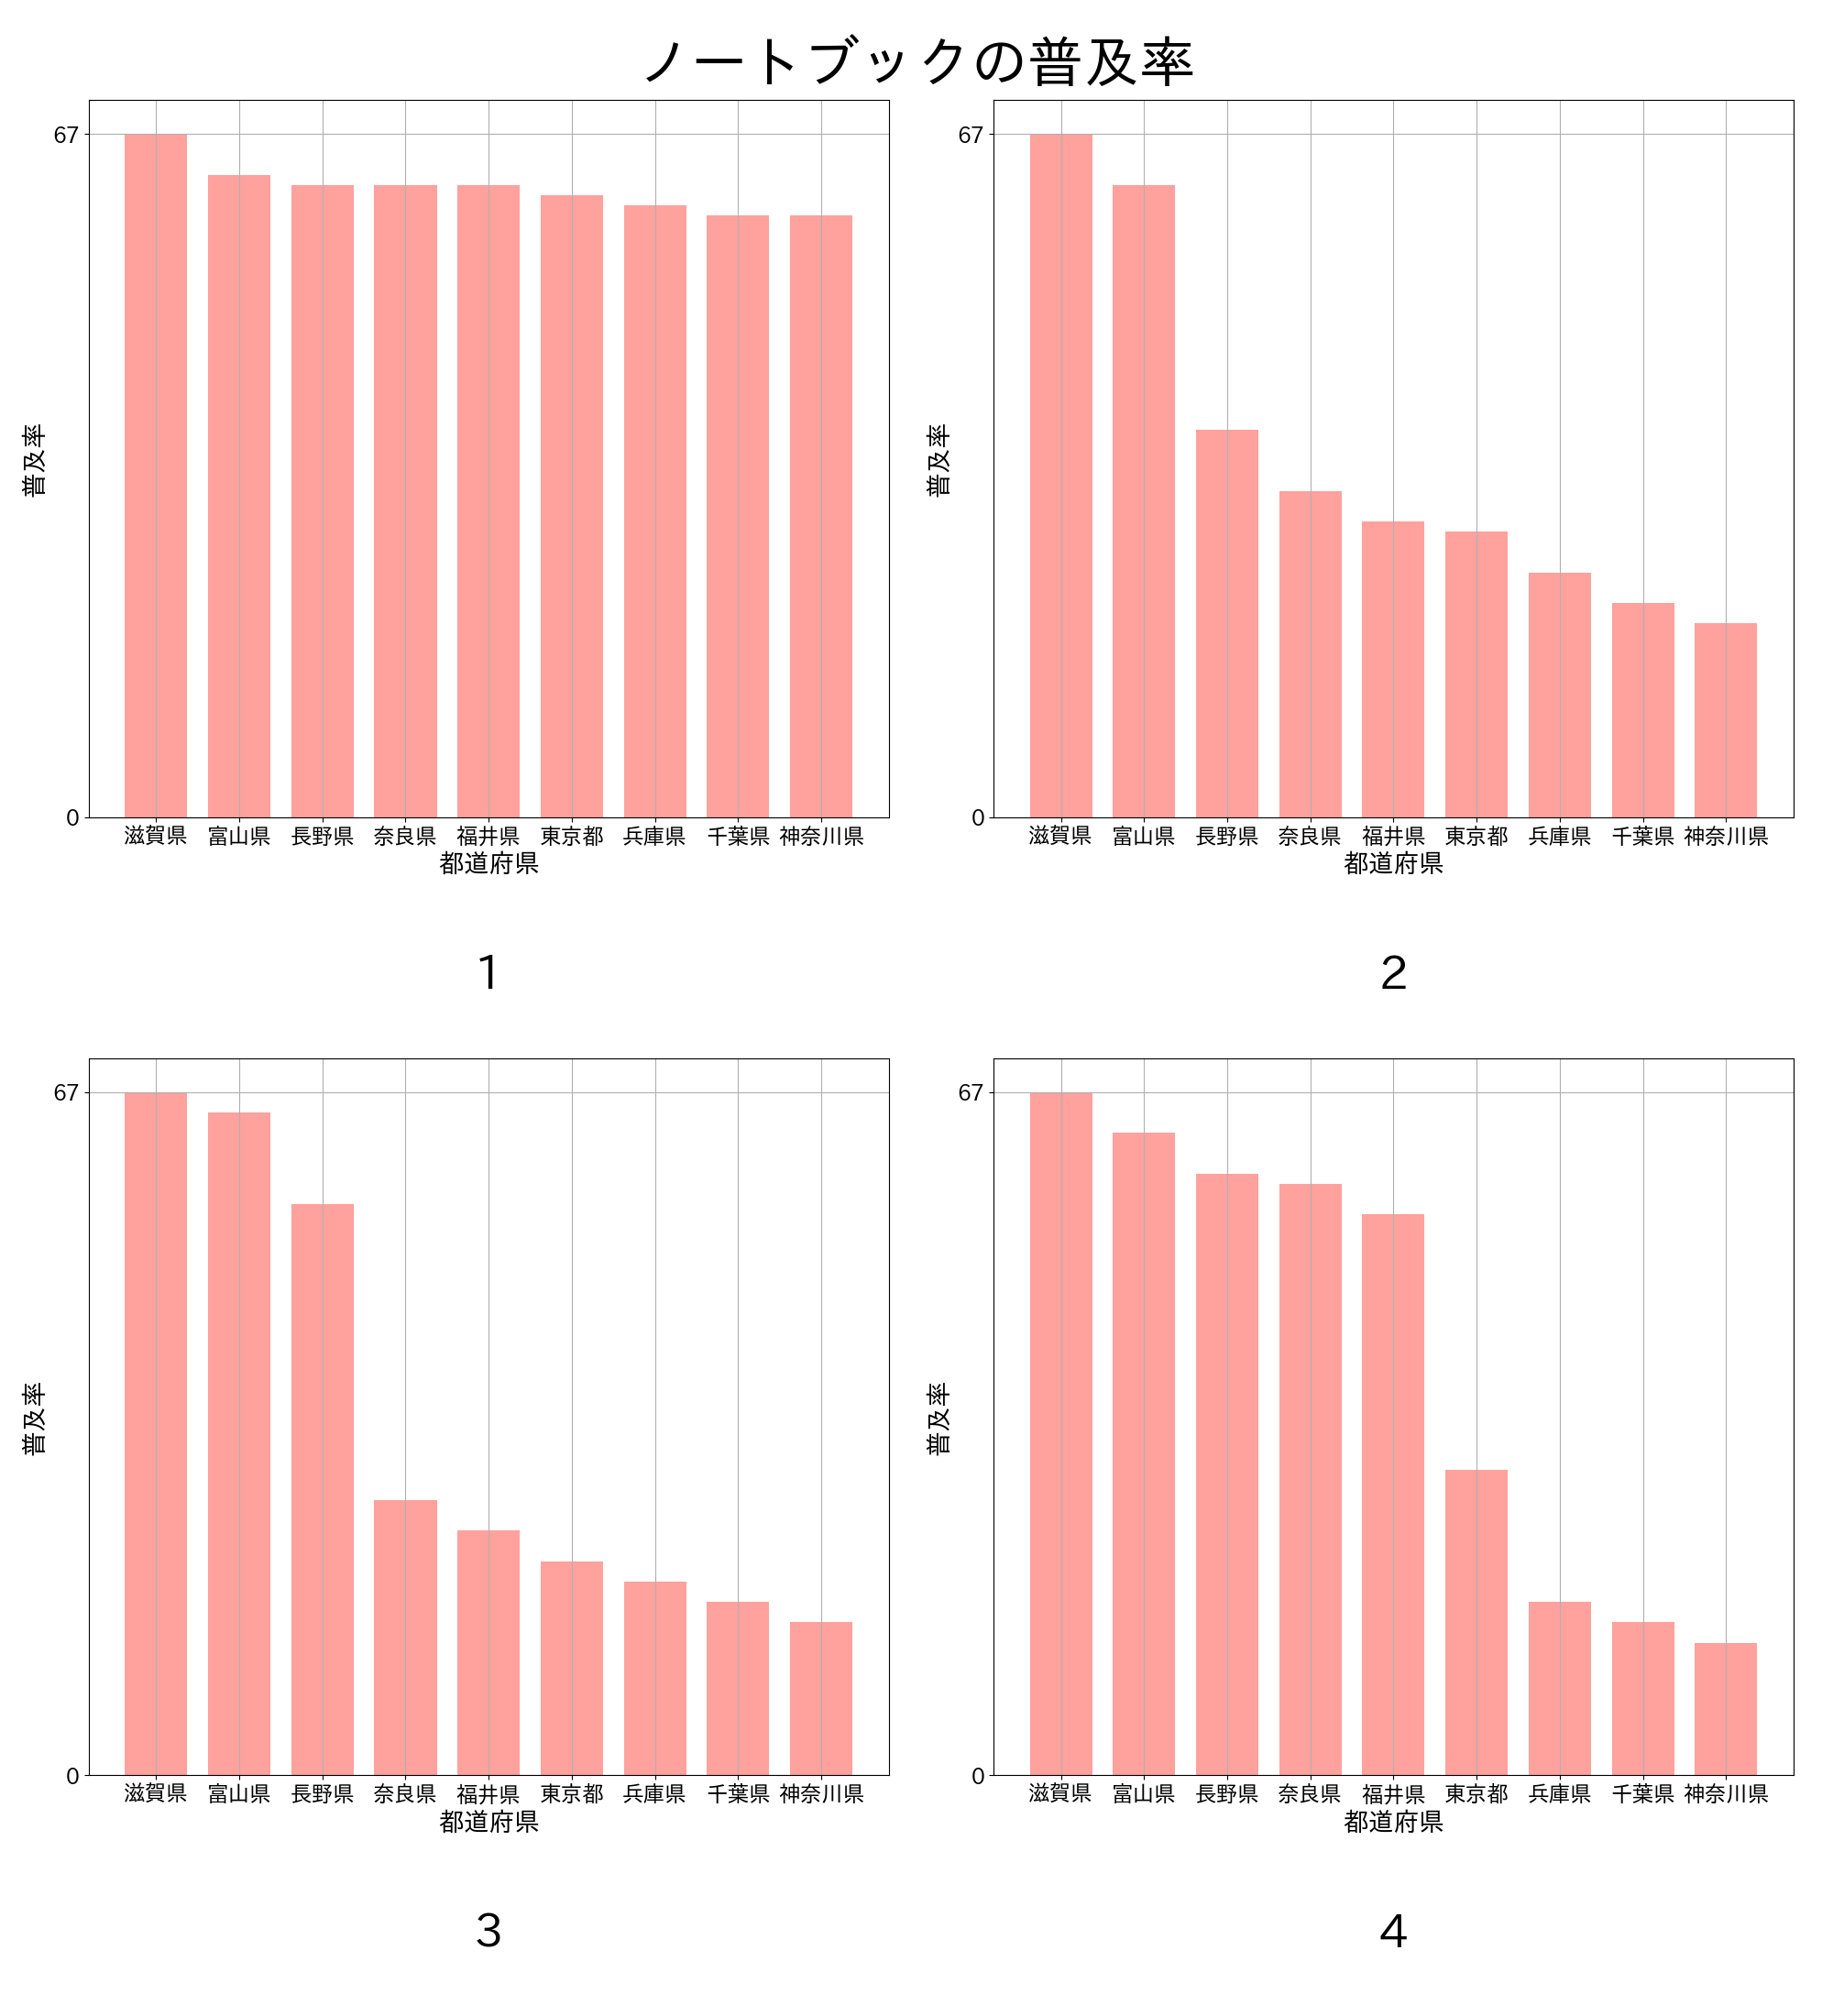 ノートブックの普及率
67
0
普及率
滋賀県 富山県 長野県 奈良県 福井県 東京都 兵庫県 千葉県 神奈川県
都道府県
1
67
0
普及率
滋賀県 富山県 長野県 奈良県 福井県 東京都 兵庫県 千葉県 神奈川県
都道府県
2
67
0
普及率
滋賀県 富山県 長野県 奈良県 福井県 東京都 兵庫県 千葉県 神奈川県
都道府県
3
67
0
普及率
滋賀県 富山県 長野県 奈良県 福井県 東京都 兵庫県 千葉県 神奈川県
都道府県
4